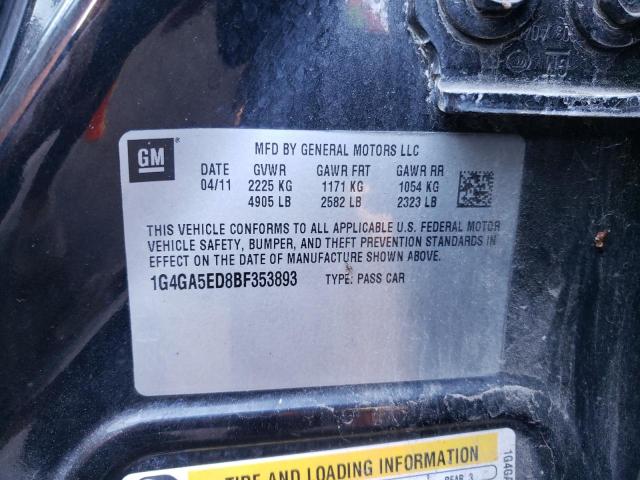 GM
MFD BY GENERAL MOTORS LLC
DATE GVWR GAWR FRT GAWR RR
04/11 2225 KG 1171 KG 1054 KG
4905 LB 2582 LB 2323 LB
THIS VEHICLE CONFORMS TO ALL APPLICABLE U.S. FEDERAL MOTOR
VEHICLE SAFETY, BUMPER, AND THEFT PREVENTION STANDARDS IN
EFFECT ON THE DATE OF MANUFACTURE SHOWN ABOVE.
1G4GA5ED8BF353893 TYPE: PASS CAR
TIRE AND LOADING INFORMATION
REAR 3